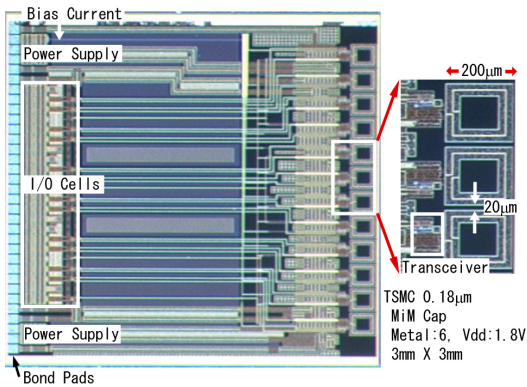 Bias Current
Power Supply
I/O Cells
Power Supply
Bond Pads
200μm
20μm
Transceiver
TSMC 0.18μm
MiM Cap
Metal:6, Vdd:1.8V
3mm X 3mm